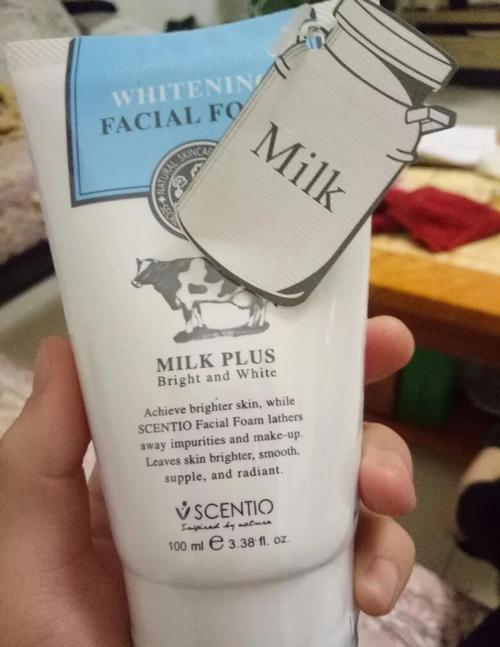 WHITENING
FACIAL FO
Milk
NATURAL SKINCARE
MILK PLUS
Bright and White
Achieve brighter skin, while
SCENTIO Facial Foam lathers
away impurities and make-up.
Leaves skin brighter, smooth,
supple, and radiant.
SCENTIO
Inspired by nature
100 ml e 3.38 fl. oz.